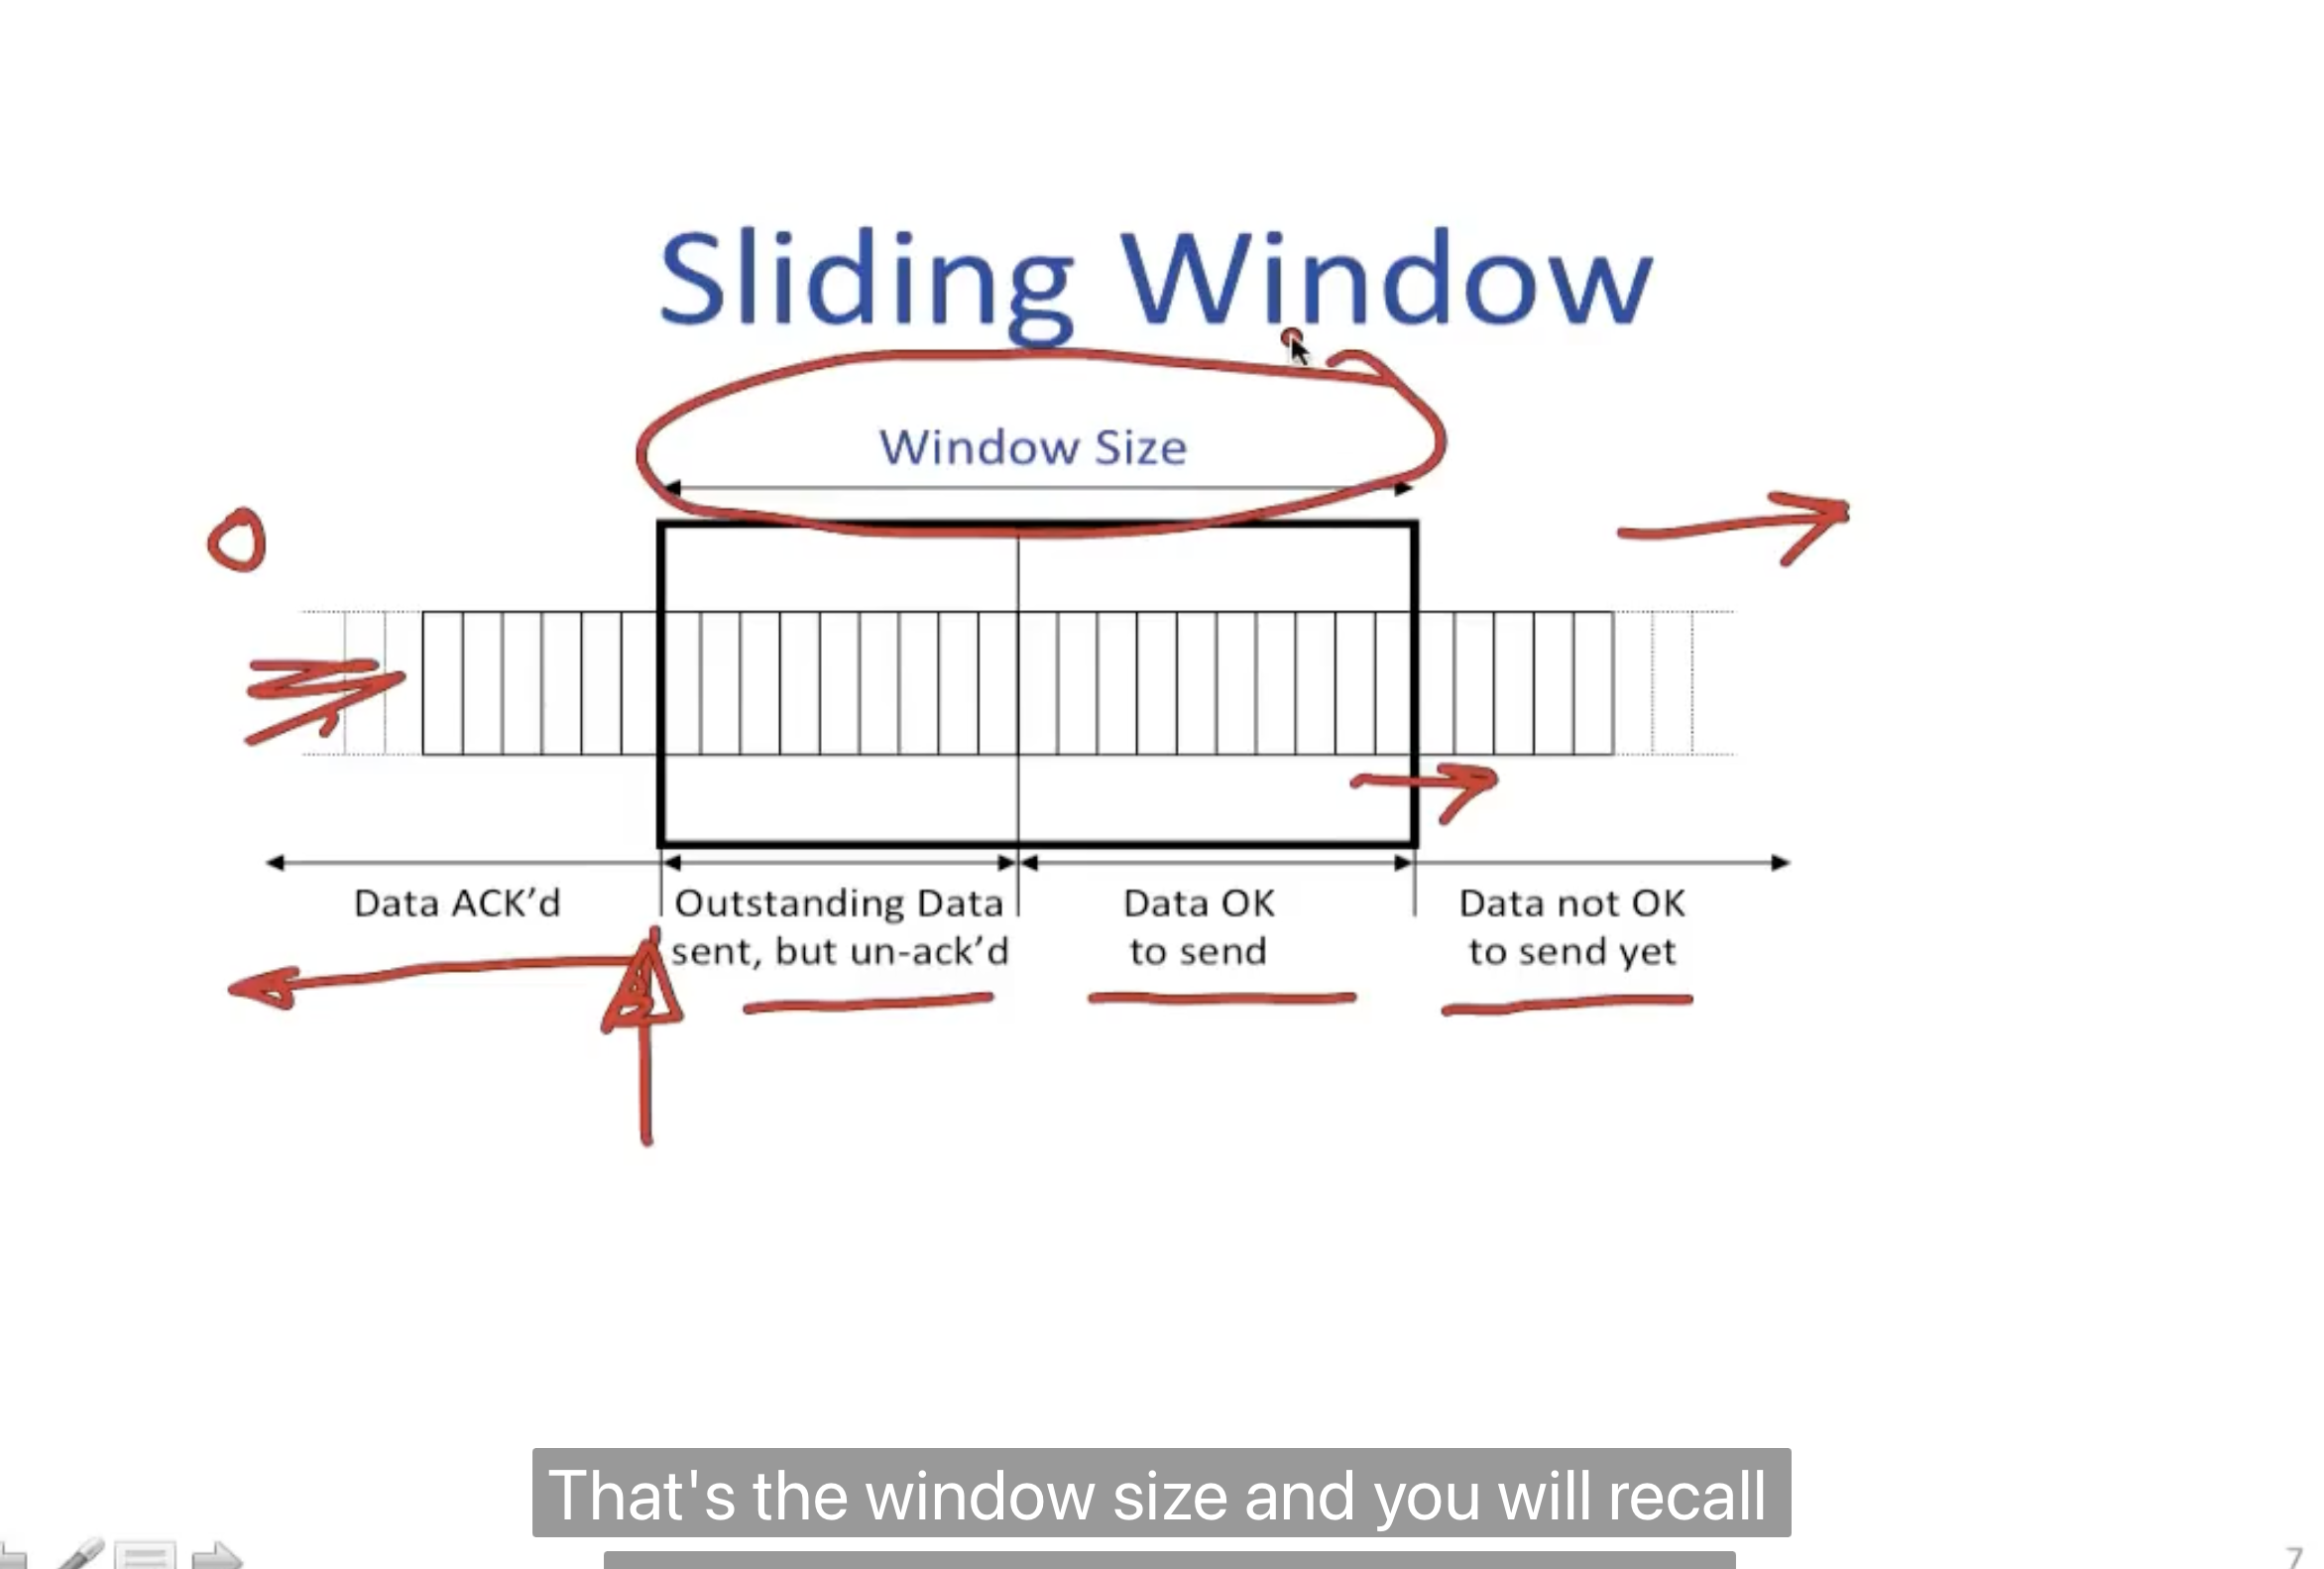 Sliding Window
Window Size
Data ACK'd
Outstanding Data
sent, but un-ack'd
Data OK
to send
Data not OK
to send yet
That's the window size and you will recall
7